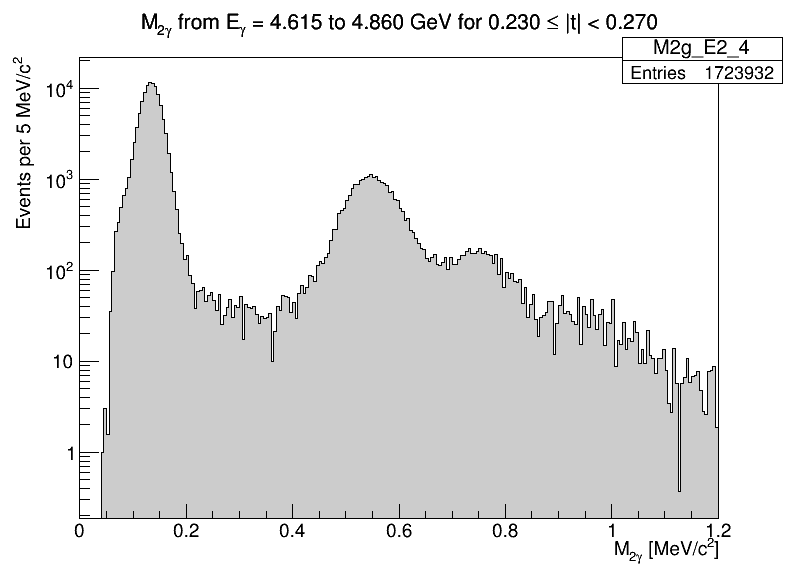 M2γ from Eγ = 4.615 to 4.860 GeV for 0.230 ≤ |t| < 0.270
M2g_E2_4
Entries 1723932
Events per 5 MeV/c²
10⁴
10³
10²
10
1
0 0.2 0.4 0.6 0.8 1 1.2
M2γ [MeV/c²]